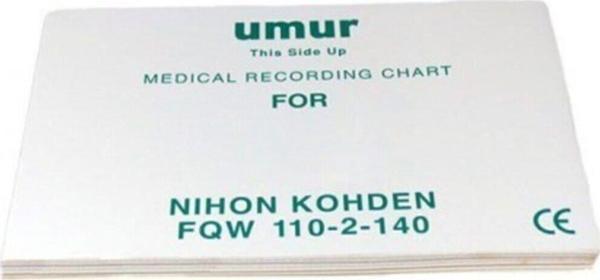 umur
This Side Up
MEDICAL RECORDING CHART
FOR
NIHON KOHDEN
FQW 110-2-140
CE